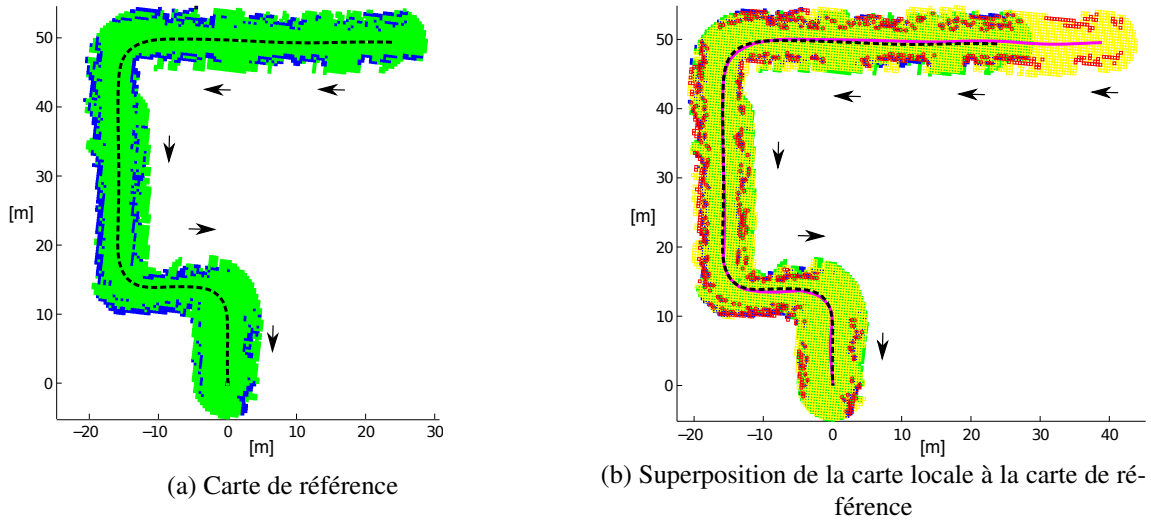 50
40
30
[m]
20
10
0
−20 −10 0 10 20 30
[m]
(a) Carte de référence
50
40
30
[m]
20
10
0
−20 −10 0 10 20 30 40
[m]
(b) Superposition de la carte locale à la carte de ré-
férence